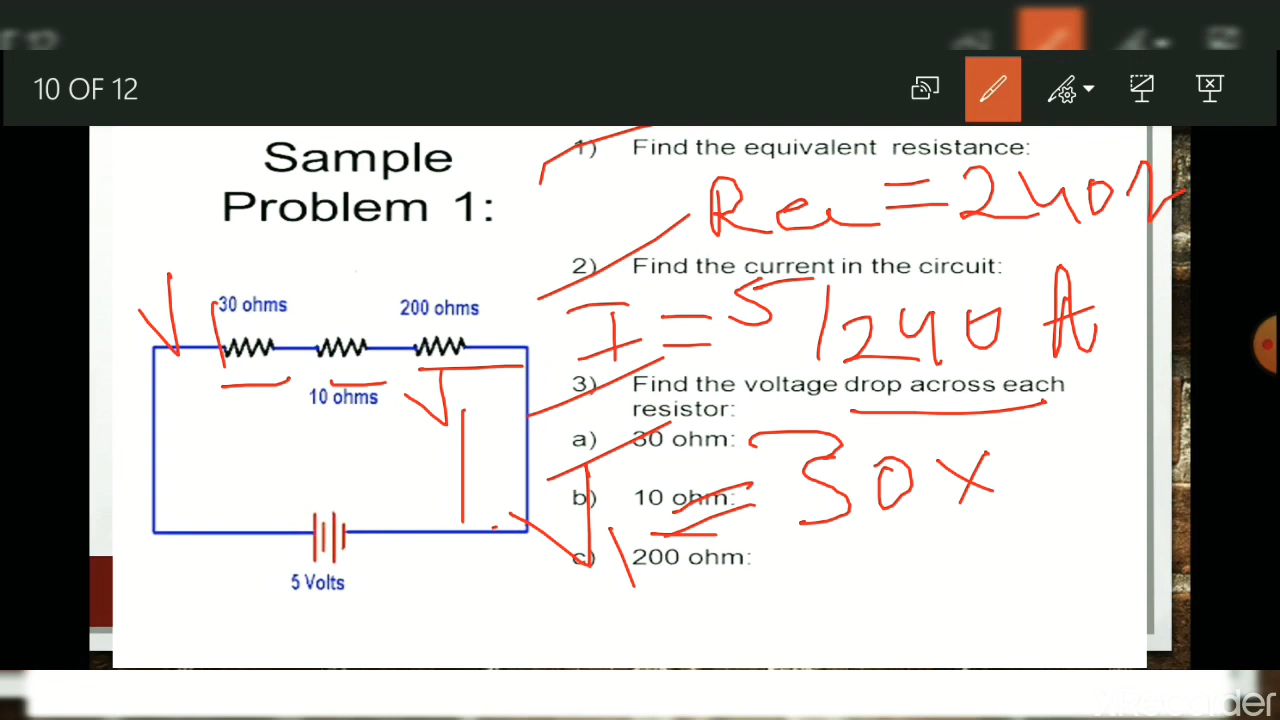 10 OF 12
Sample
Problem 1:
1) Find the equivalent resistance:
Req = 240
2) Find the current in the circuit:
I = 5/240 A
3) Find the voltage drop across each
resistor:
a) 30 ohm:
V1 = 30 x
b) 10 ohm:
c) 200 ohm:
30 ohms
200 ohms
10 ohms
5 Volts